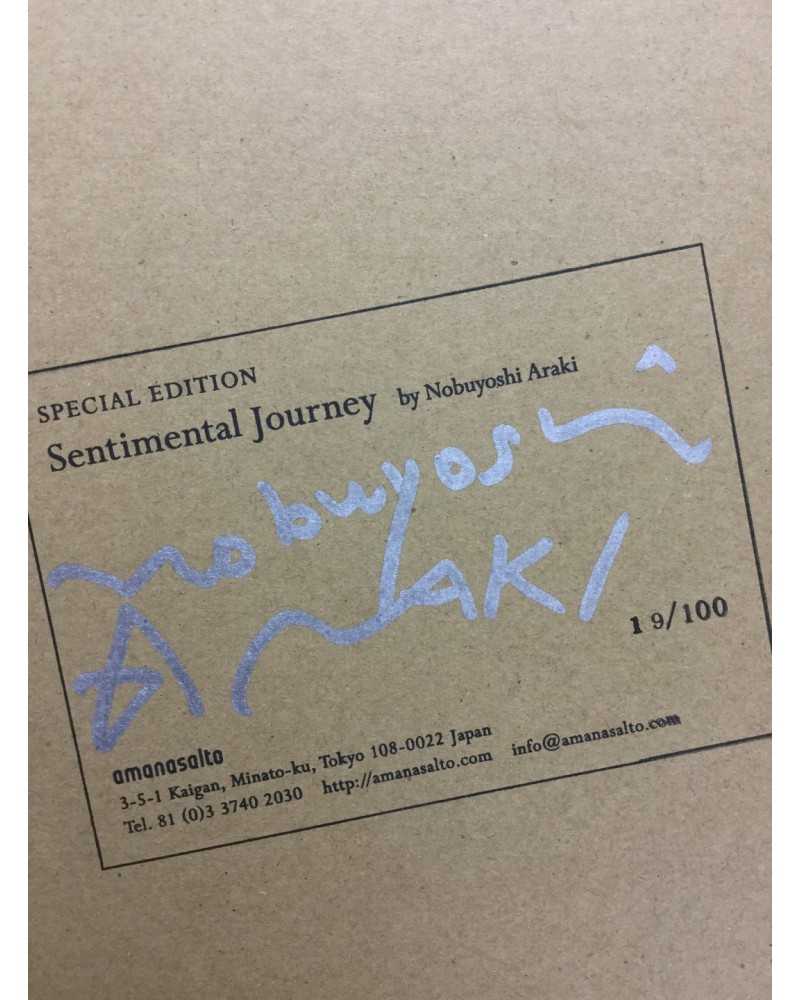 SPECIAL EDITION
Sentimental Journey by Nobuyoshi Araki
nobuyoshi
ARAKI
19/100
amanasalto
3-5-1 Kaigan, Minato-ku, Tokyo 108-0022 Japan
Tel. 81 (0)3 3740 2030 http://amanasalto.com info@amanasalto.com